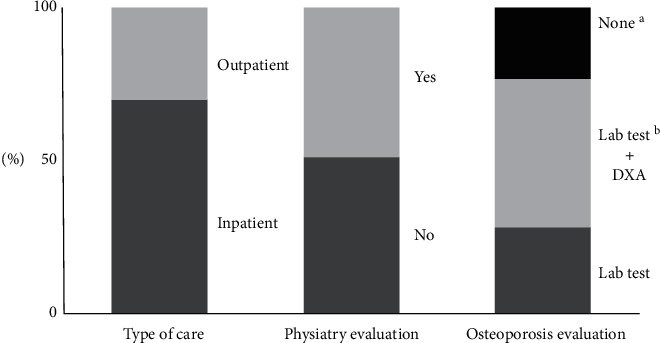 100
None a
Outpatient
Yes
Lab test b
+
DXA
(%)
50
Inpatient
No
Lab test
0
Type of care
Physiatry evaluation
Osteoporosis evaluation